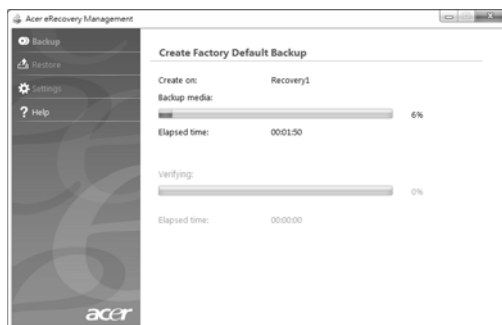 Acer eRecovery Management
Backup
Restore
Settings
? Help
Create Factory Default Backup
Create on: Recovery1
Backup media:
6%
Elapsed time: 00:01:50
Verifying:
0%
Elapsed time: 00:00:00
acer